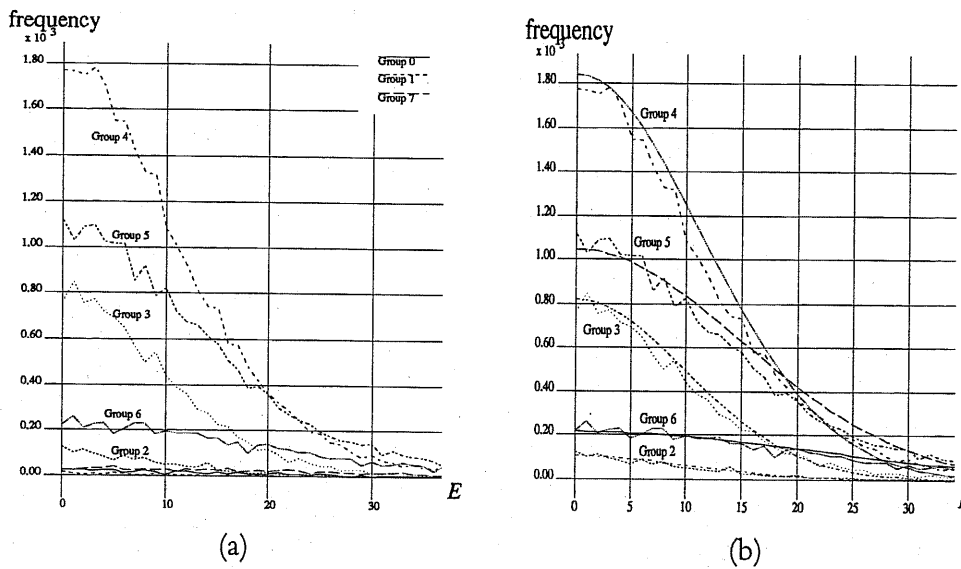 frequency
x 10³
1.80
1.60
1.40
1.20
1.00
0.80
0.60
0.40
0.20
0.00
0
10
20
30
E
Group 0
Group 1
Group 7
Group 4
Group 5
Group 3
Group 6
Group 2
(a)
frequency
x 10³
1.80
1.60
1.40
1.20
1.00
0.80
0.60
0.40
0.20
0.00
0
5
10
15
20
25
30
35
Group 4
Group 5
Group 3
Group 6
Group 2
(b)